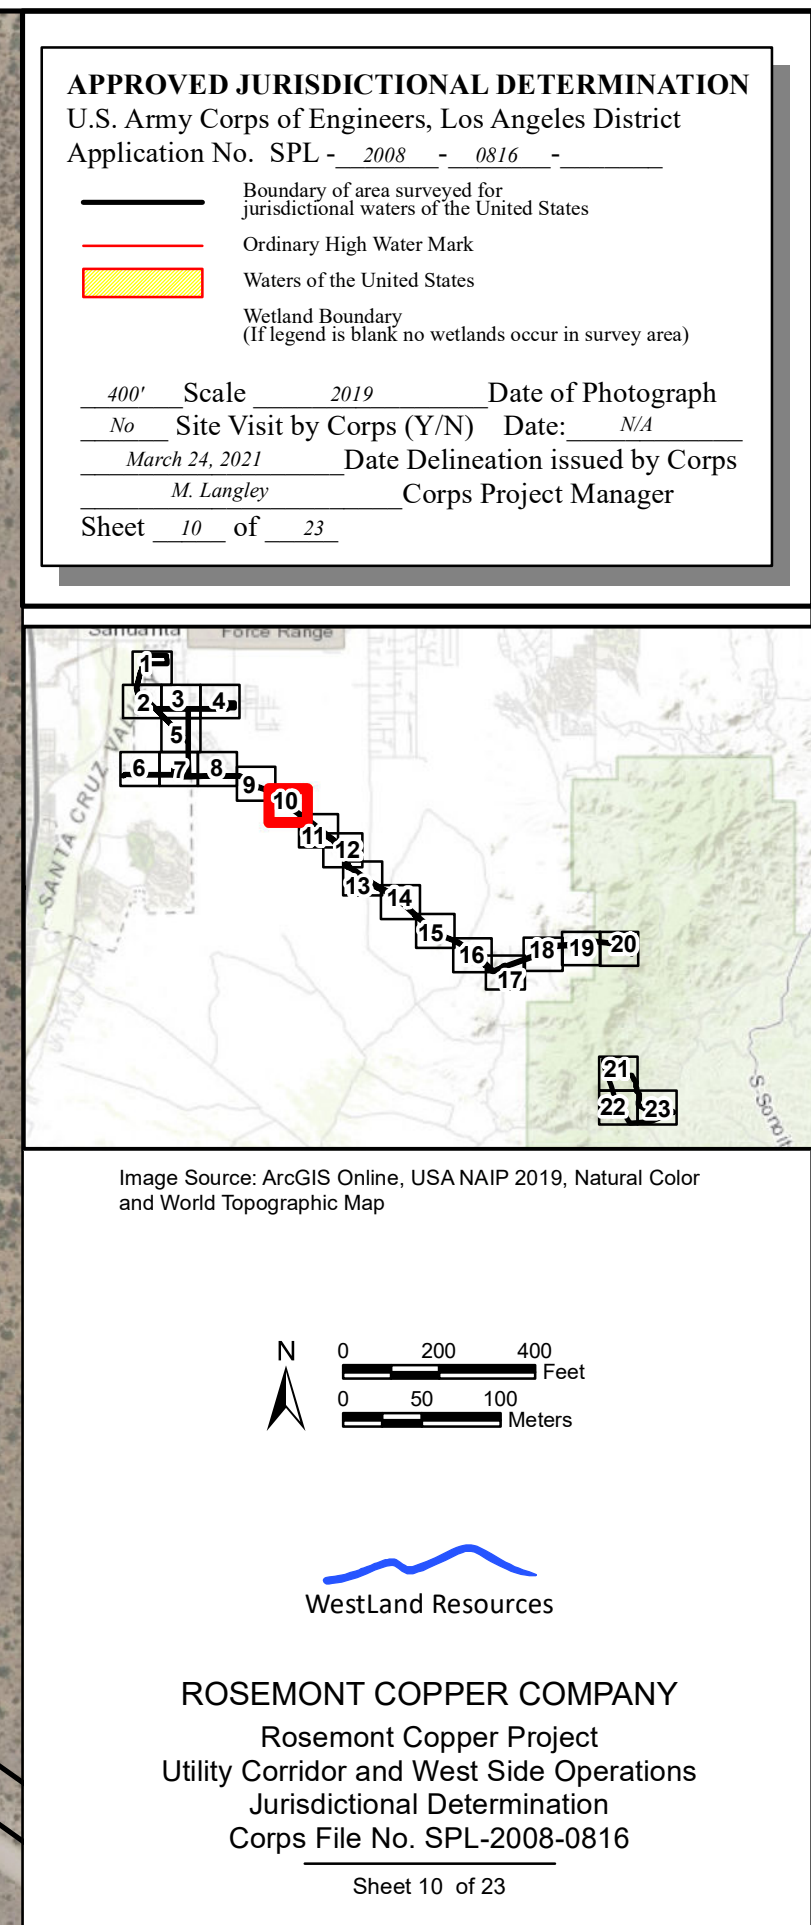 APPROVED JURISDICTIONAL DETERMINATION
U.S. Army Corps of Engineers, Los Angeles District
Application No. SPL - 2008 - 0816 -
Boundary of area surveyed for
jurisdictional waters of the United States
Ordinary High Water Mark
Waters of the United States
Wetland Boundary
(If legend is blank no wetlands occur in survey area)
400' Scale 2019 Date of Photograph
No Site Visit by Corps (Y/N) Date: N/A
March 24, 2021 Date Delineation issued by Corps
M. Langley Corps Project Manager
Sheet 10 of 23
Sahuarita
Force Range
1
2 3 4
5
6 7 8
9
10
11
12
13
14
15
16
17
18 19 20
21
22 23
SANTA CRUZ VALLEY
Image Source: ArcGIS Online, USA NAIP 2019, Natural Color
and World Topographic Map
N
0 200 400
Feet
0 50 100
Meters
WestLand Resources
ROSEMONT COPPER COMPANY
Rosemont Copper Project
Utility Corridor and West Side Operations
Jurisdictional Determination
Corps File No. SPL-2008-0816
Sheet 10 of 23